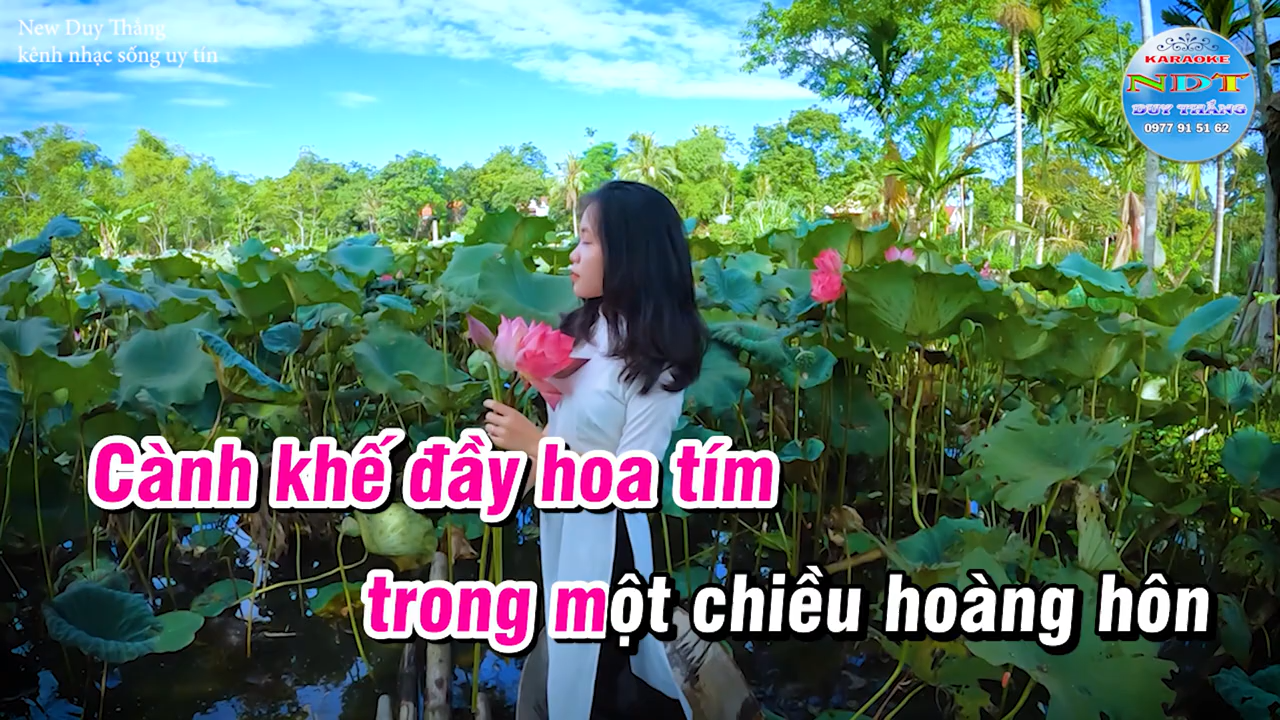 New Duy Thắng
kênh nhạc sống uy tín
KARAOKE
NDT
DUY THẮNG
0977 91 51 62
Cành khế đầy hoa tím
trong một chiều hoàng hôn